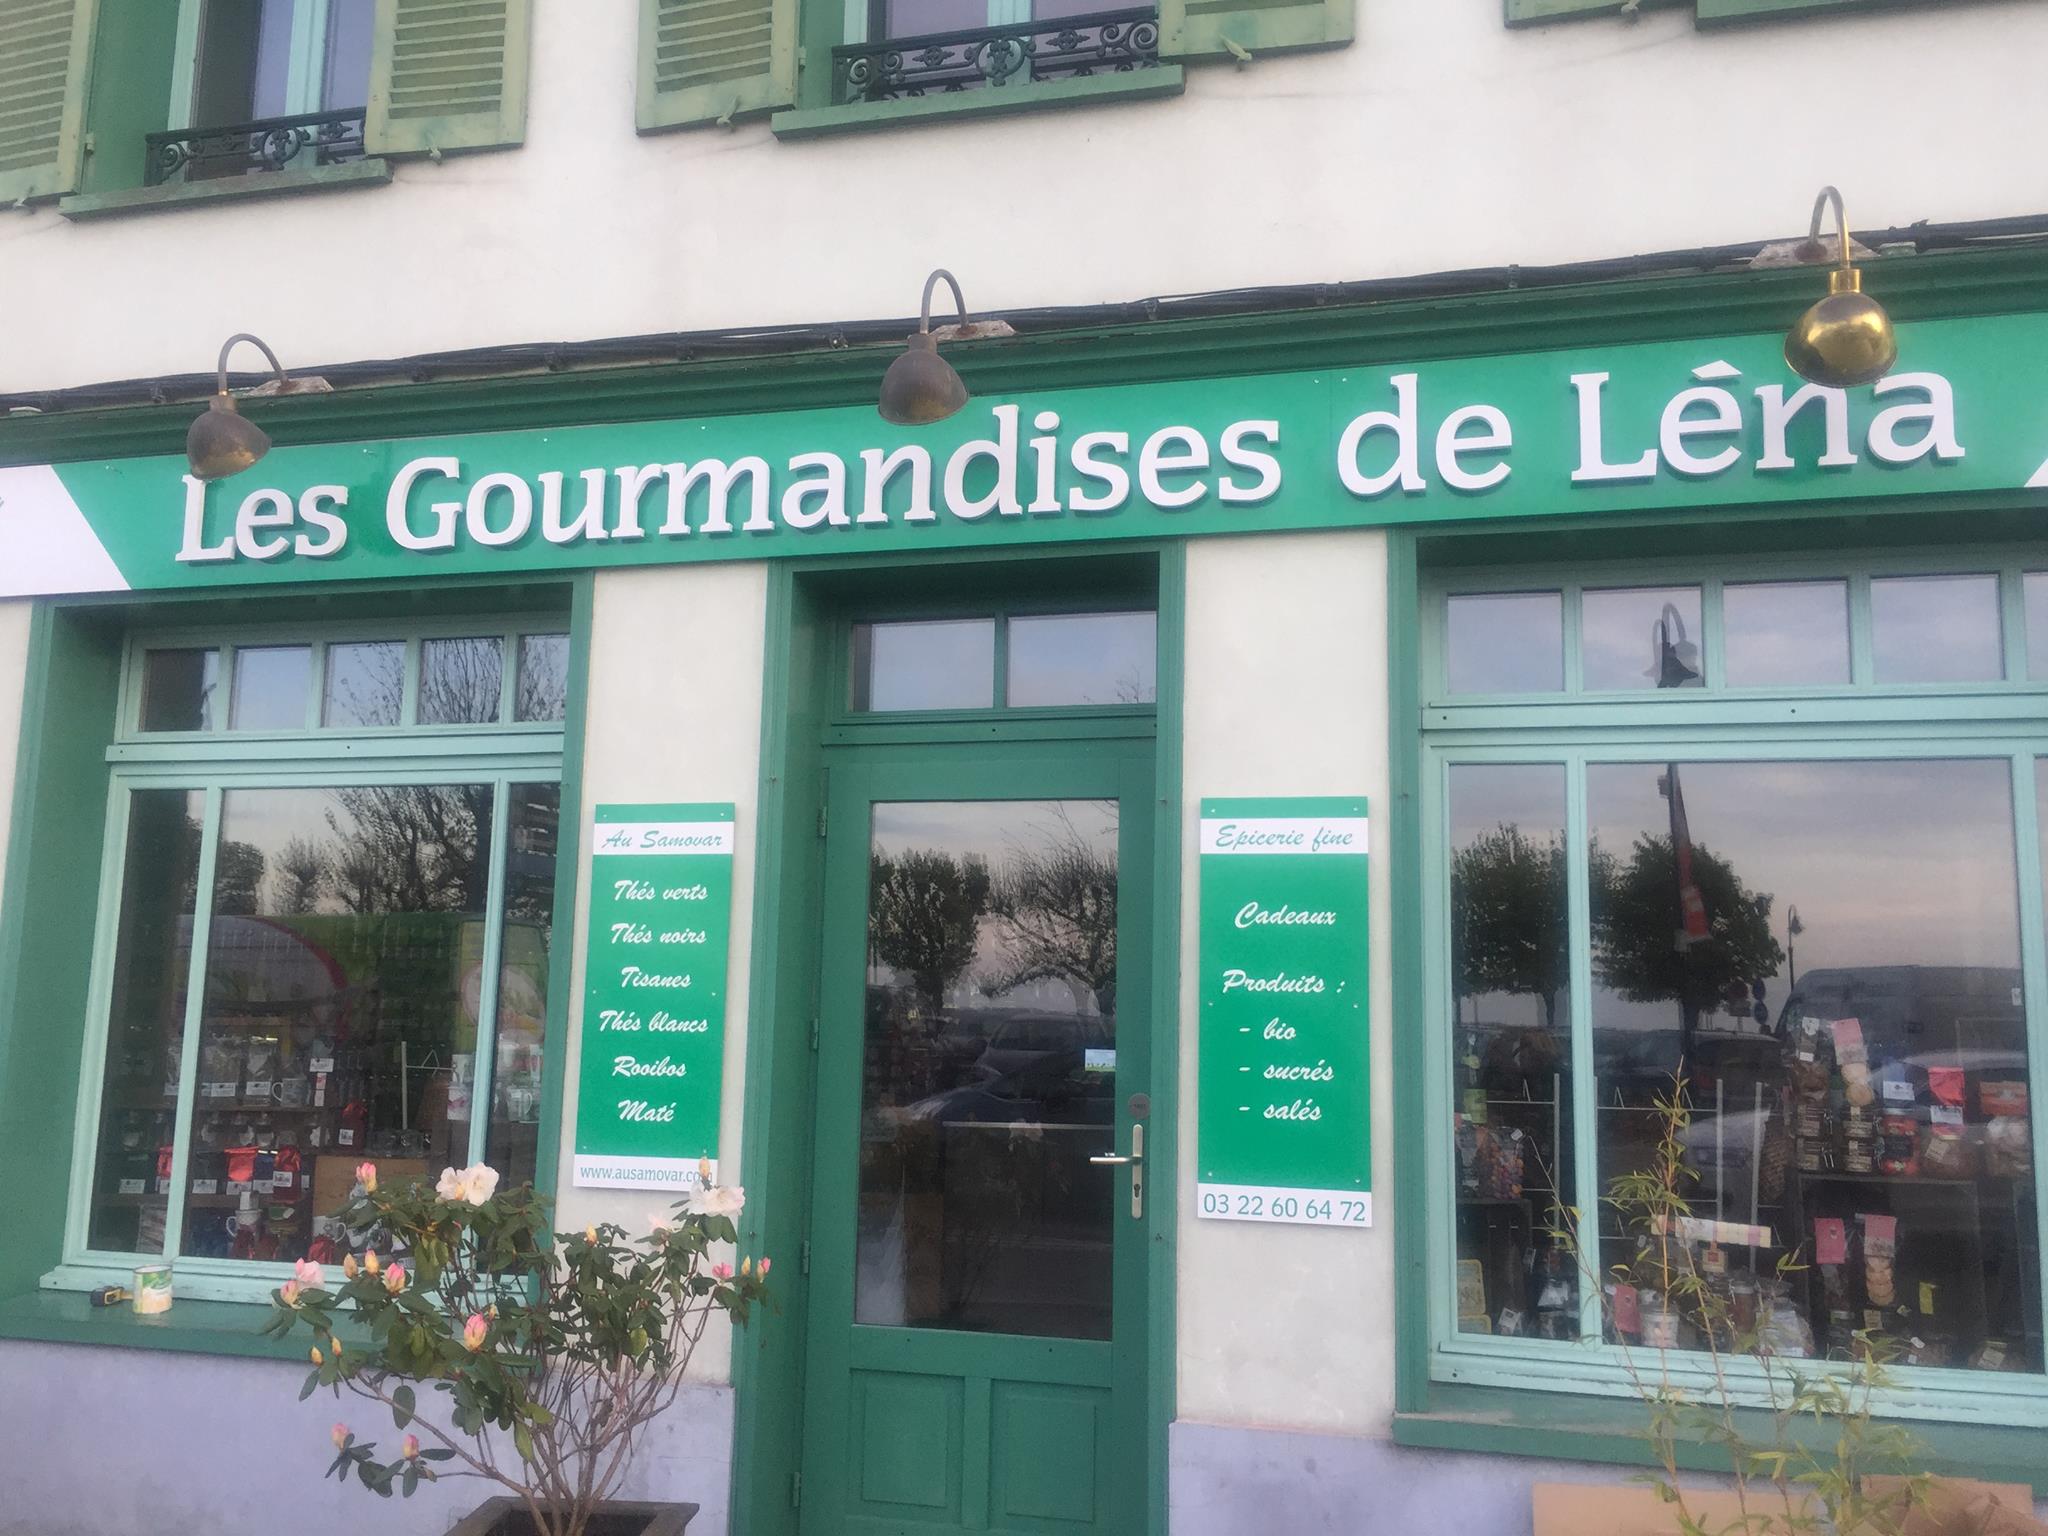 Les Gourmandises de Léna
Au Samovar
Thés verts
Thés noirs
Tisanes
Thés blancs
Rooibos
Maté
www.ausamovar.com
Epicerie fine
Cadeaux
Produits :
- bio
- sucrés
- salés
03 22 60 64 72